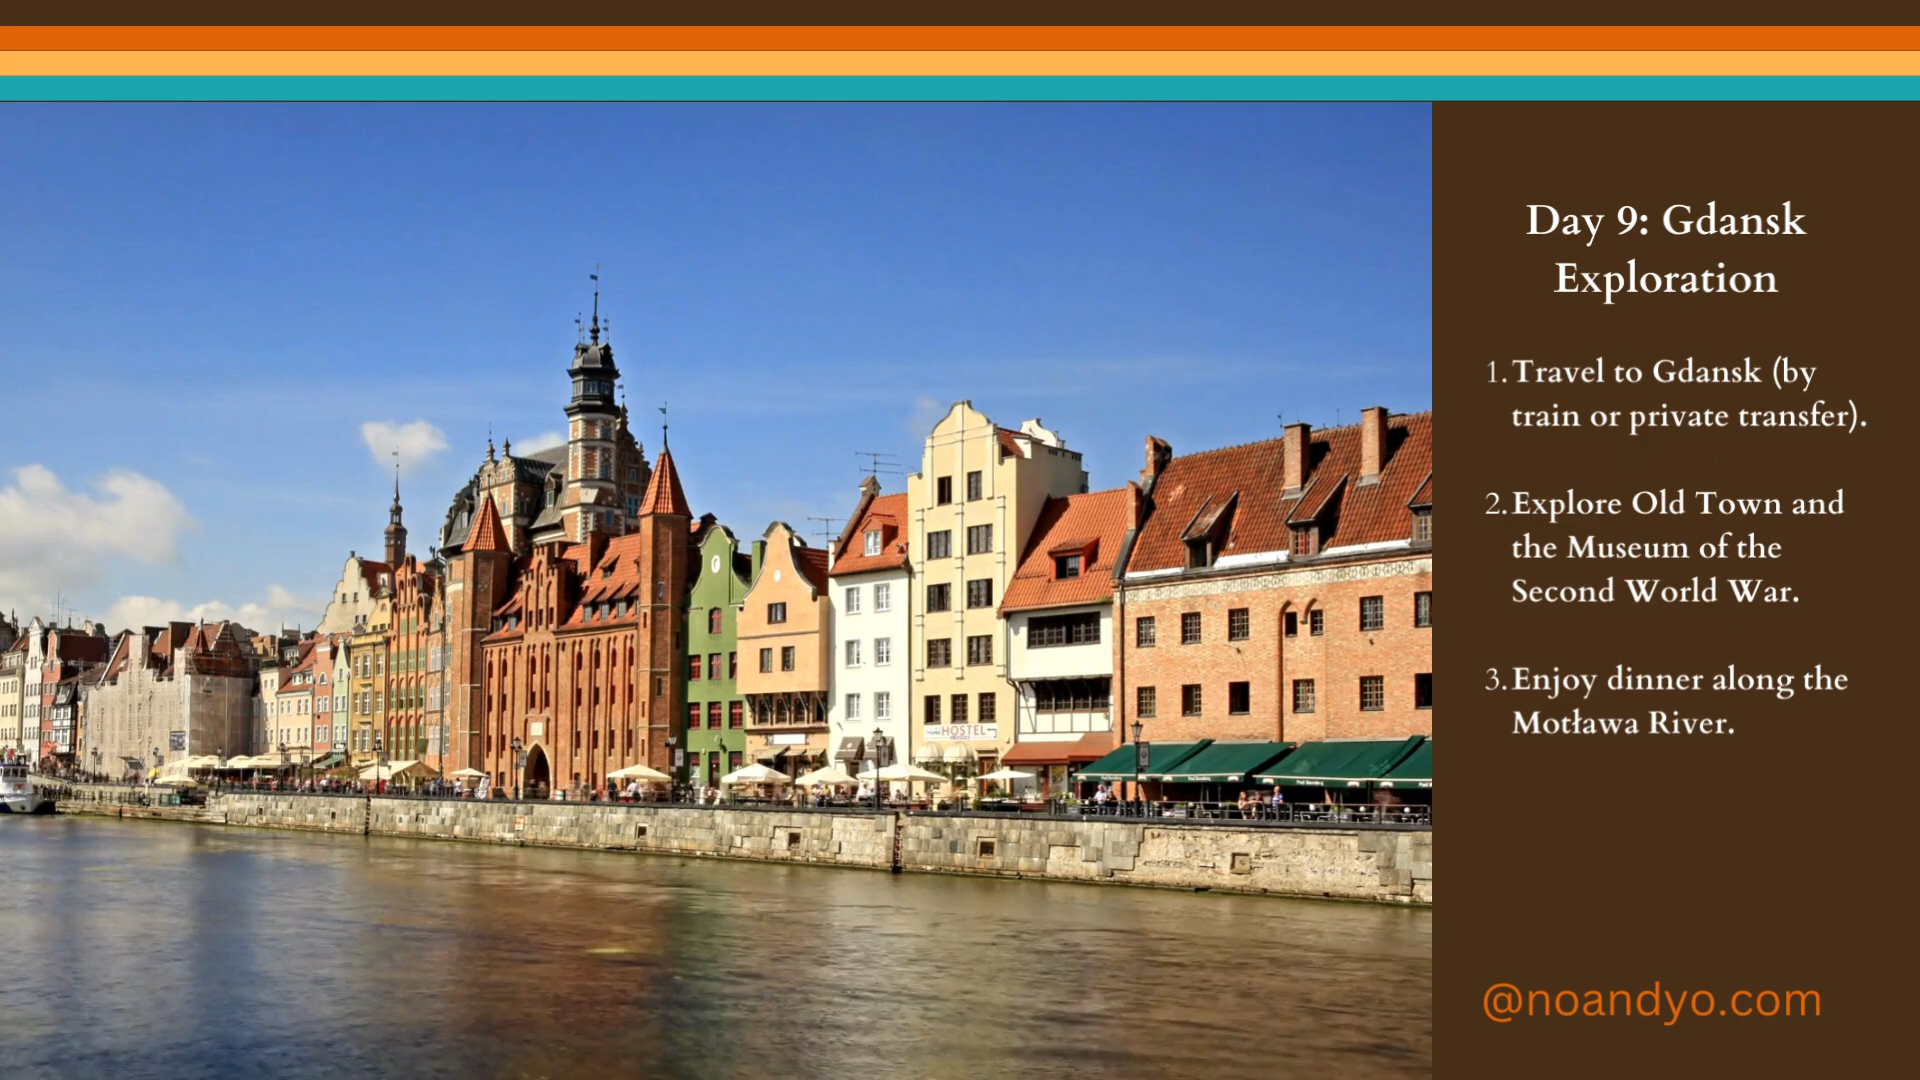 Day 9: Gdansk
Exploration
1. Travel to Gdansk (by
train or private transfer).
2. Explore Old Town and
the Museum of the
Second World War.
3. Enjoy dinner along the
Motława River.
HOSTEL
@noandyo.com